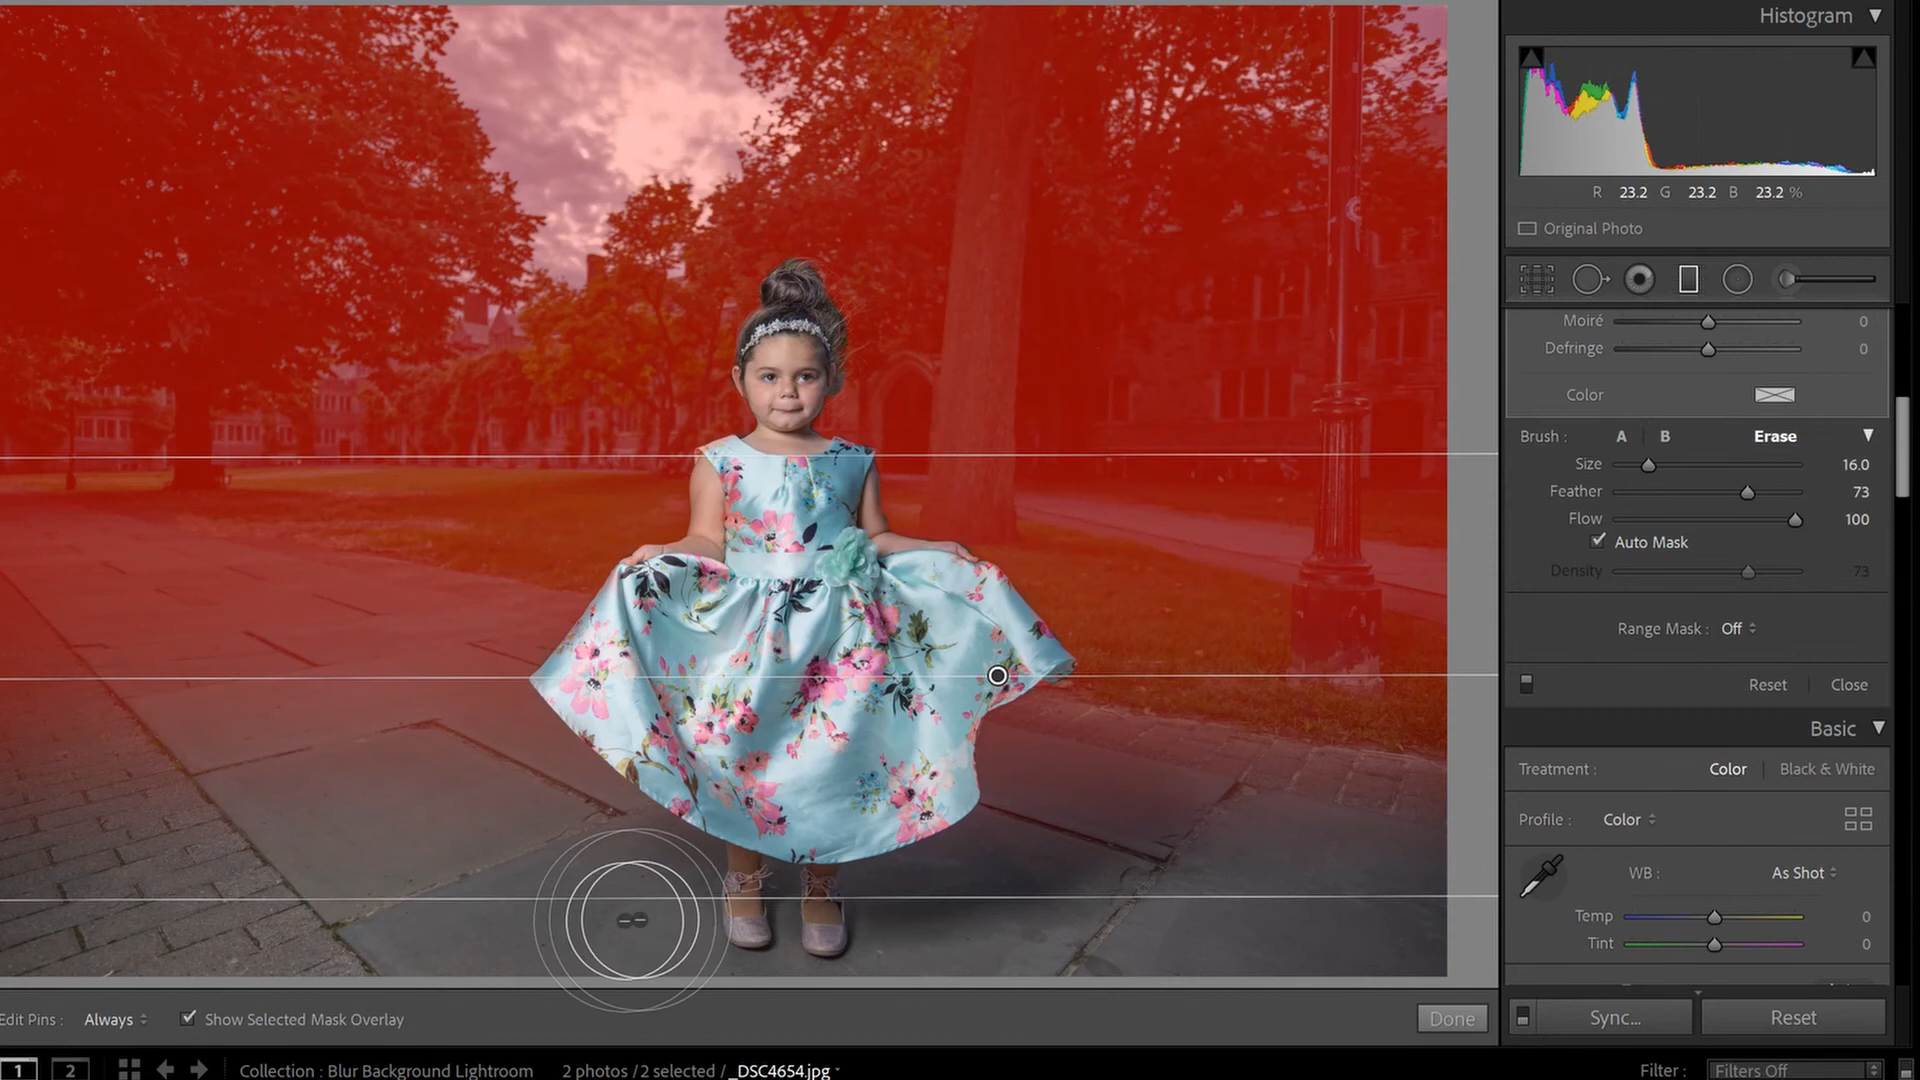 Histogram
R 23.2 G 23.2 B 23.2 %
Original Photo
Moiré 0
Defringe 0
Color
Brush : A B Erase
Size 16.0
Feather 73
Flow 100
Auto Mask
Density 73
Range Mask : Off
Reset Close
Basic
Treatment : Color Black & White
Profile : Color
WB : As Shot
Temp 0
Tint 0
Edit Pins : Always Show Selected Mask Overlay Done
Sync... Reset
1 2 Collection : Blur Background Lightroom 2 photos / 2 selected / _DSC4654.jpg Filter : Filters Off